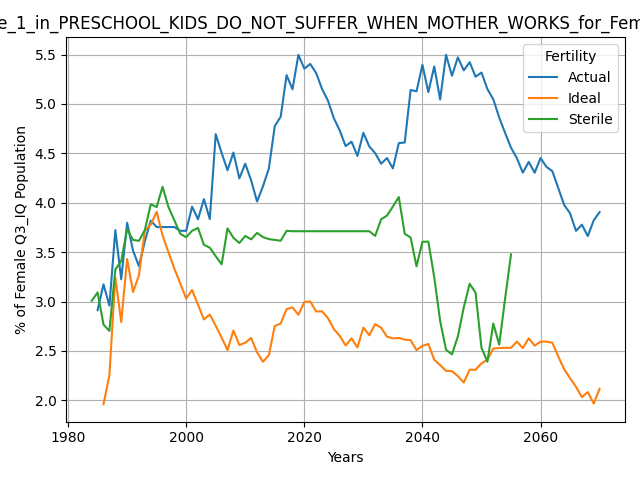 e_1_in_PRESCHOOL_KIDS_DO_NOT_SUFFER_WHEN_MOTHER_WORKS_for_Fem
Fertility
Actual
Ideal
Sterile
% of Female Q3_IQ Population
5.5
5.0
4.5
4.0
3.5
3.0
2.5
2.0
1980
2000
2020
2040
2060
Years